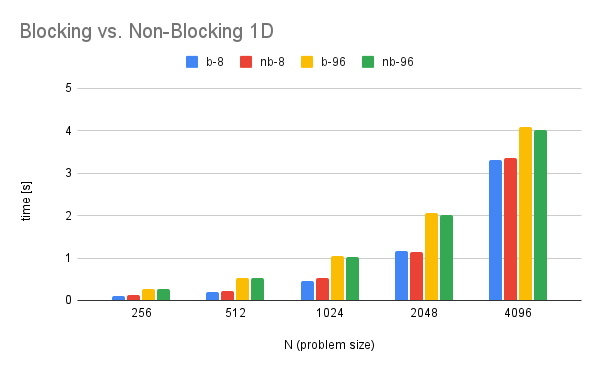 Blocking vs. Non-Blocking 1D
b-8 nb-8 b-96 nb-96
5
4
3
2
1
0
time [s]
256 512 1024 2048 4096
N (problem size)